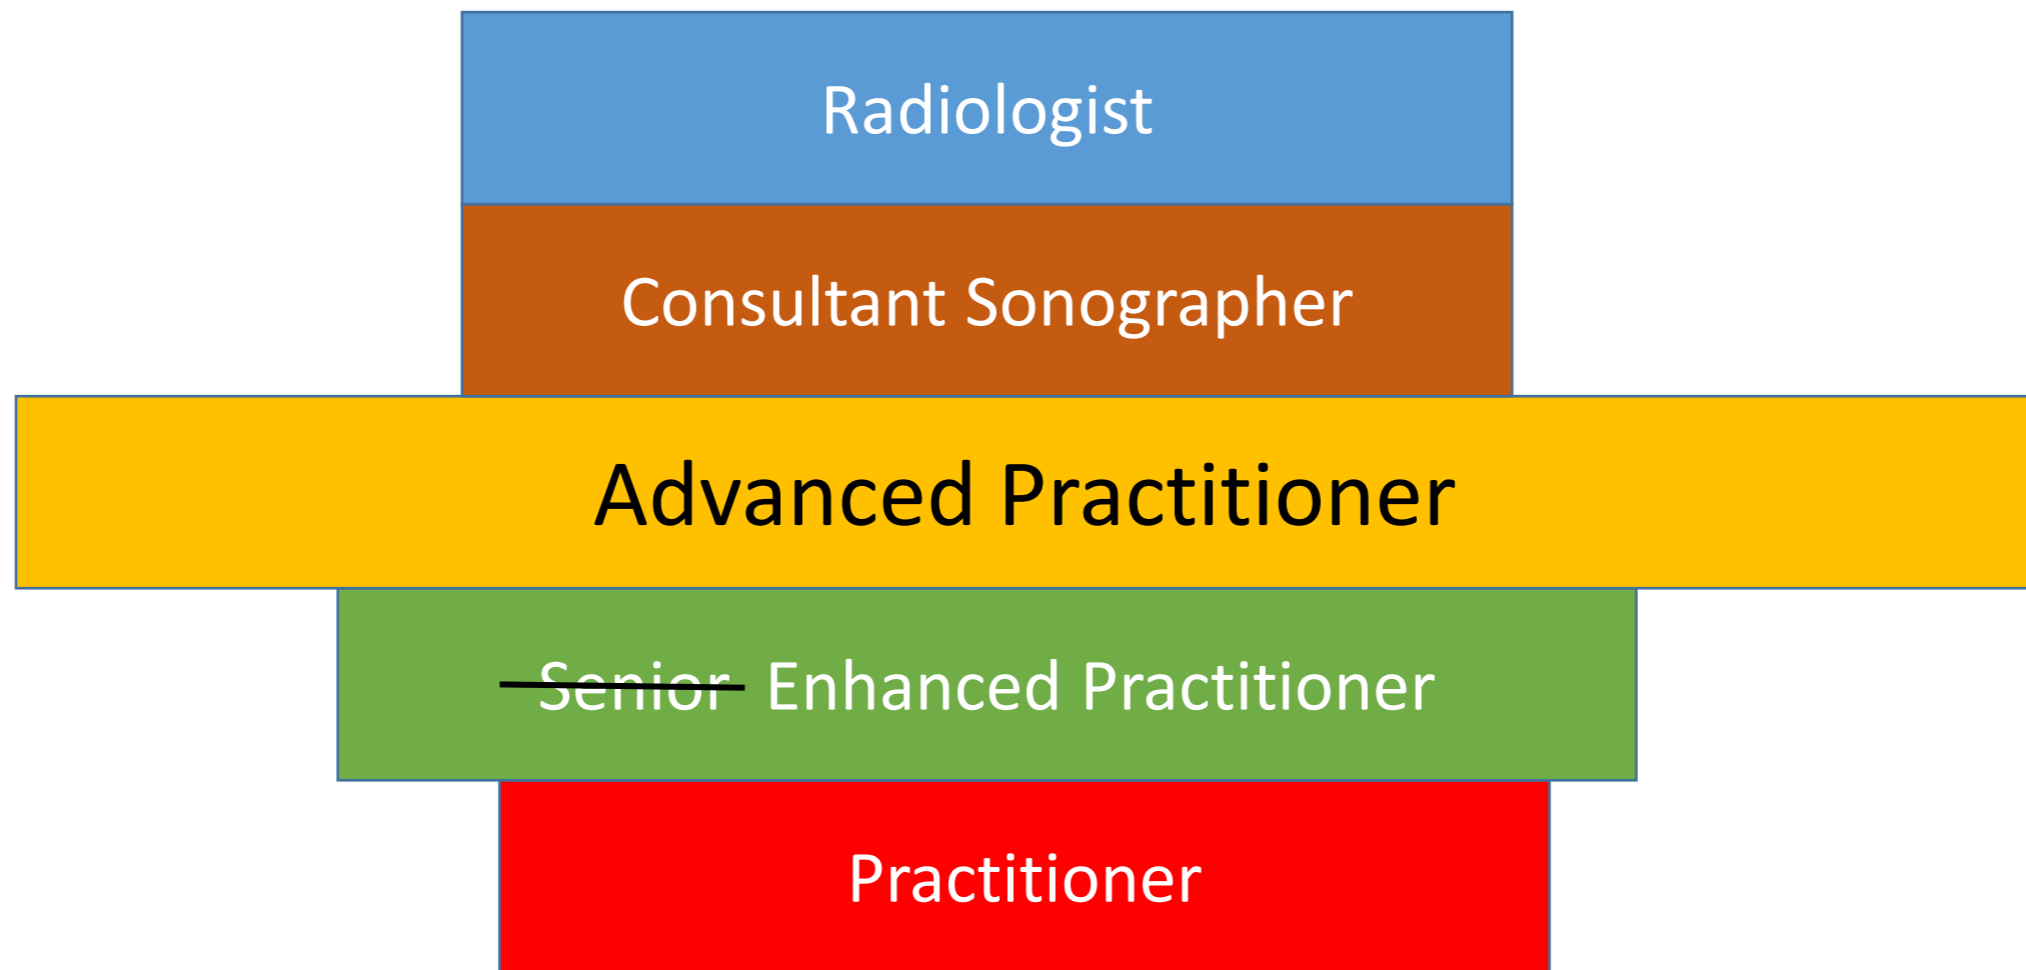 Radiologist
Consultant Sonographer
Advanced Practitioner
Senior Enhanced Practitioner
Practitioner